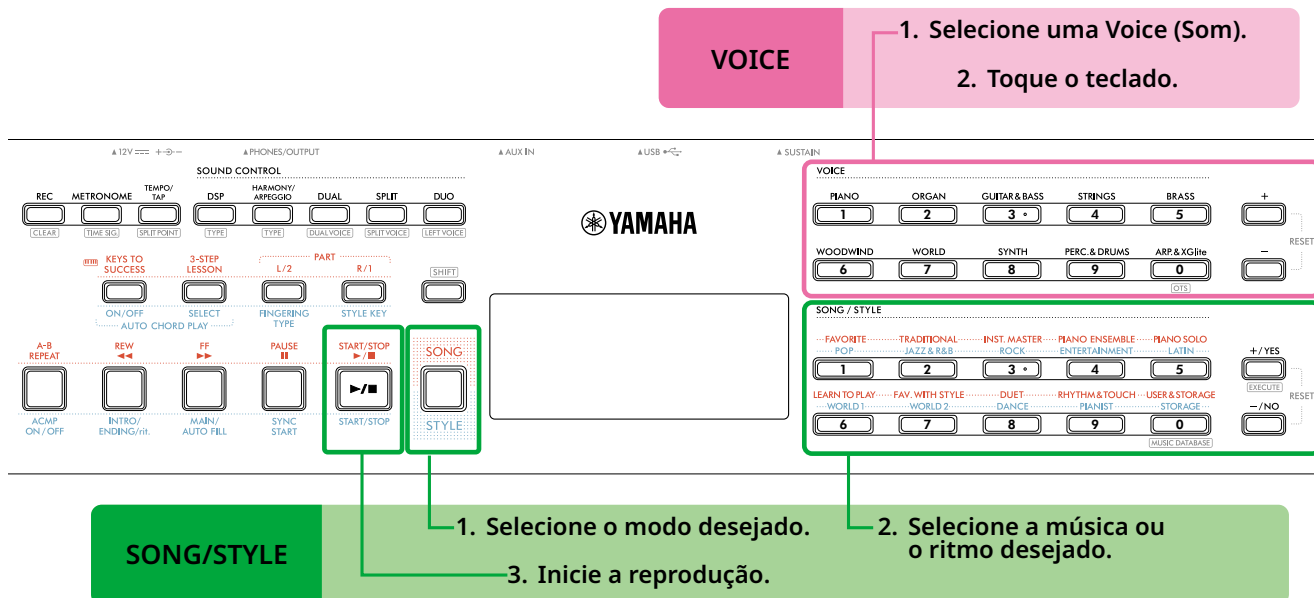 VOICE
1. Selecione uma Voice (Som).
2. Toque o teclado.
▲12V ▲PHONES/OUTPUT ▲AUX IN ▲USB ▲SUSTAIN
SOUND CONTROL
REC METRONOME TEMPO/TAP DSP HARMONY/ARPEGGIO DUAL SPLIT DUO
CLEAR TIME SIG. SPLIT POINT TYPE TYPE DUAL VOICE SPLIT VOICE LEFT VOICE
KEYS TO SUCCESS 3-STEP LESSON PART L/2 R/1 SHIFT
ON/OFF SELECT FINGERING TYPE STYLE KEY
AUTO CHORD PLAY
A-B REPEAT REW ◀◀ FF ▶▶ PAUSE START/STOP ▶/■ SONG
▶/■
ACMP ON/OFF INTRO/ENDING/rit. MAIN/AUTO FILL SYNC START START/STOP STYLE
YAMAHA
VOICE
PIANO ORGAN GUITAR & BASS STRINGS BRASS +
1 2 3 4 5
RESET
WOODWIND WORLD SYNTH PERC. & DRUMS ARP. & XGlite −
6 7 8 9 0
OTS
SONG / STYLE
FAVORITE TRADITIONAL INST. MASTER PIANO ENSEMBLE PIANO SOLO
POP JAZZ & R&B ROCK ENTERTAINMENT LATIN +/YES
1 2 3 4 5
EXECUTE
RESET
LEARN TO PLAY FAV. WITH STYLE DUET RHYTHM & TOUCH USER & STORAGE
WORLD 1 WORLD 2 DANCE PIANIST STORAGE −/NO
6 7 8 9 0
MUSIC DATABASE
SONG/STYLE
1. Selecione o modo desejado.
2. Selecione a música ou
o ritmo desejado.
3. Inicie a reprodução.